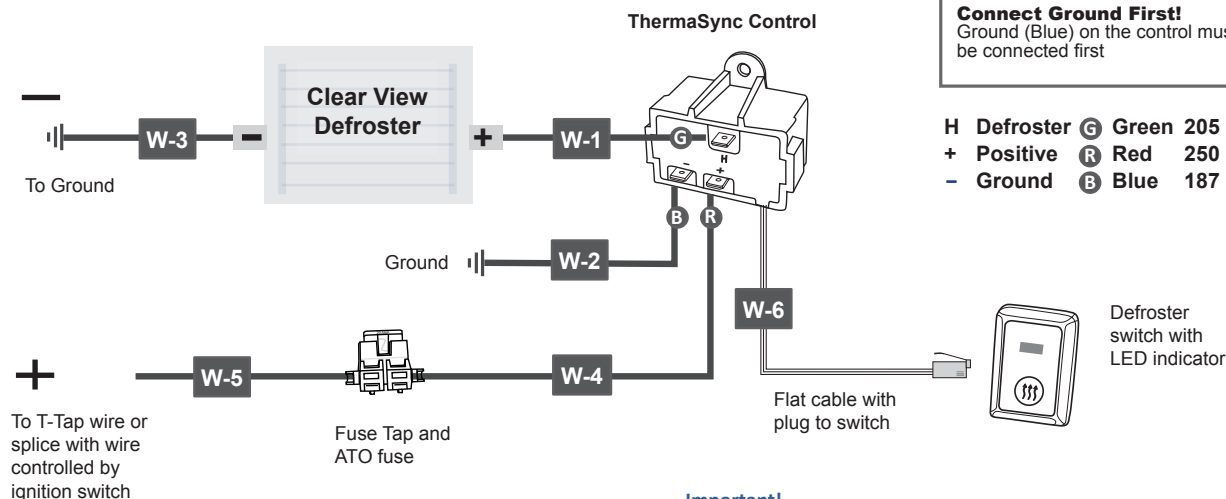 ThermaSync Control
Connect Ground First!
Ground (Blue) on the control
be connected first
H Defroster G Green 205
+ Positive R Red 250
– Ground B Blue 187
Clear View
Defroster
–
W-3
–
+
W-1
G
H
–
+
To Ground
B
R
Ground
W-2
W-6
Defroster
switch with
LED indicator
+
W-5
W-4
To T-Tap wire or
splice with wire
controlled by
ignition switch
Fuse Tap and
ATO fuse
Flat cable with
plug to switch
Important!